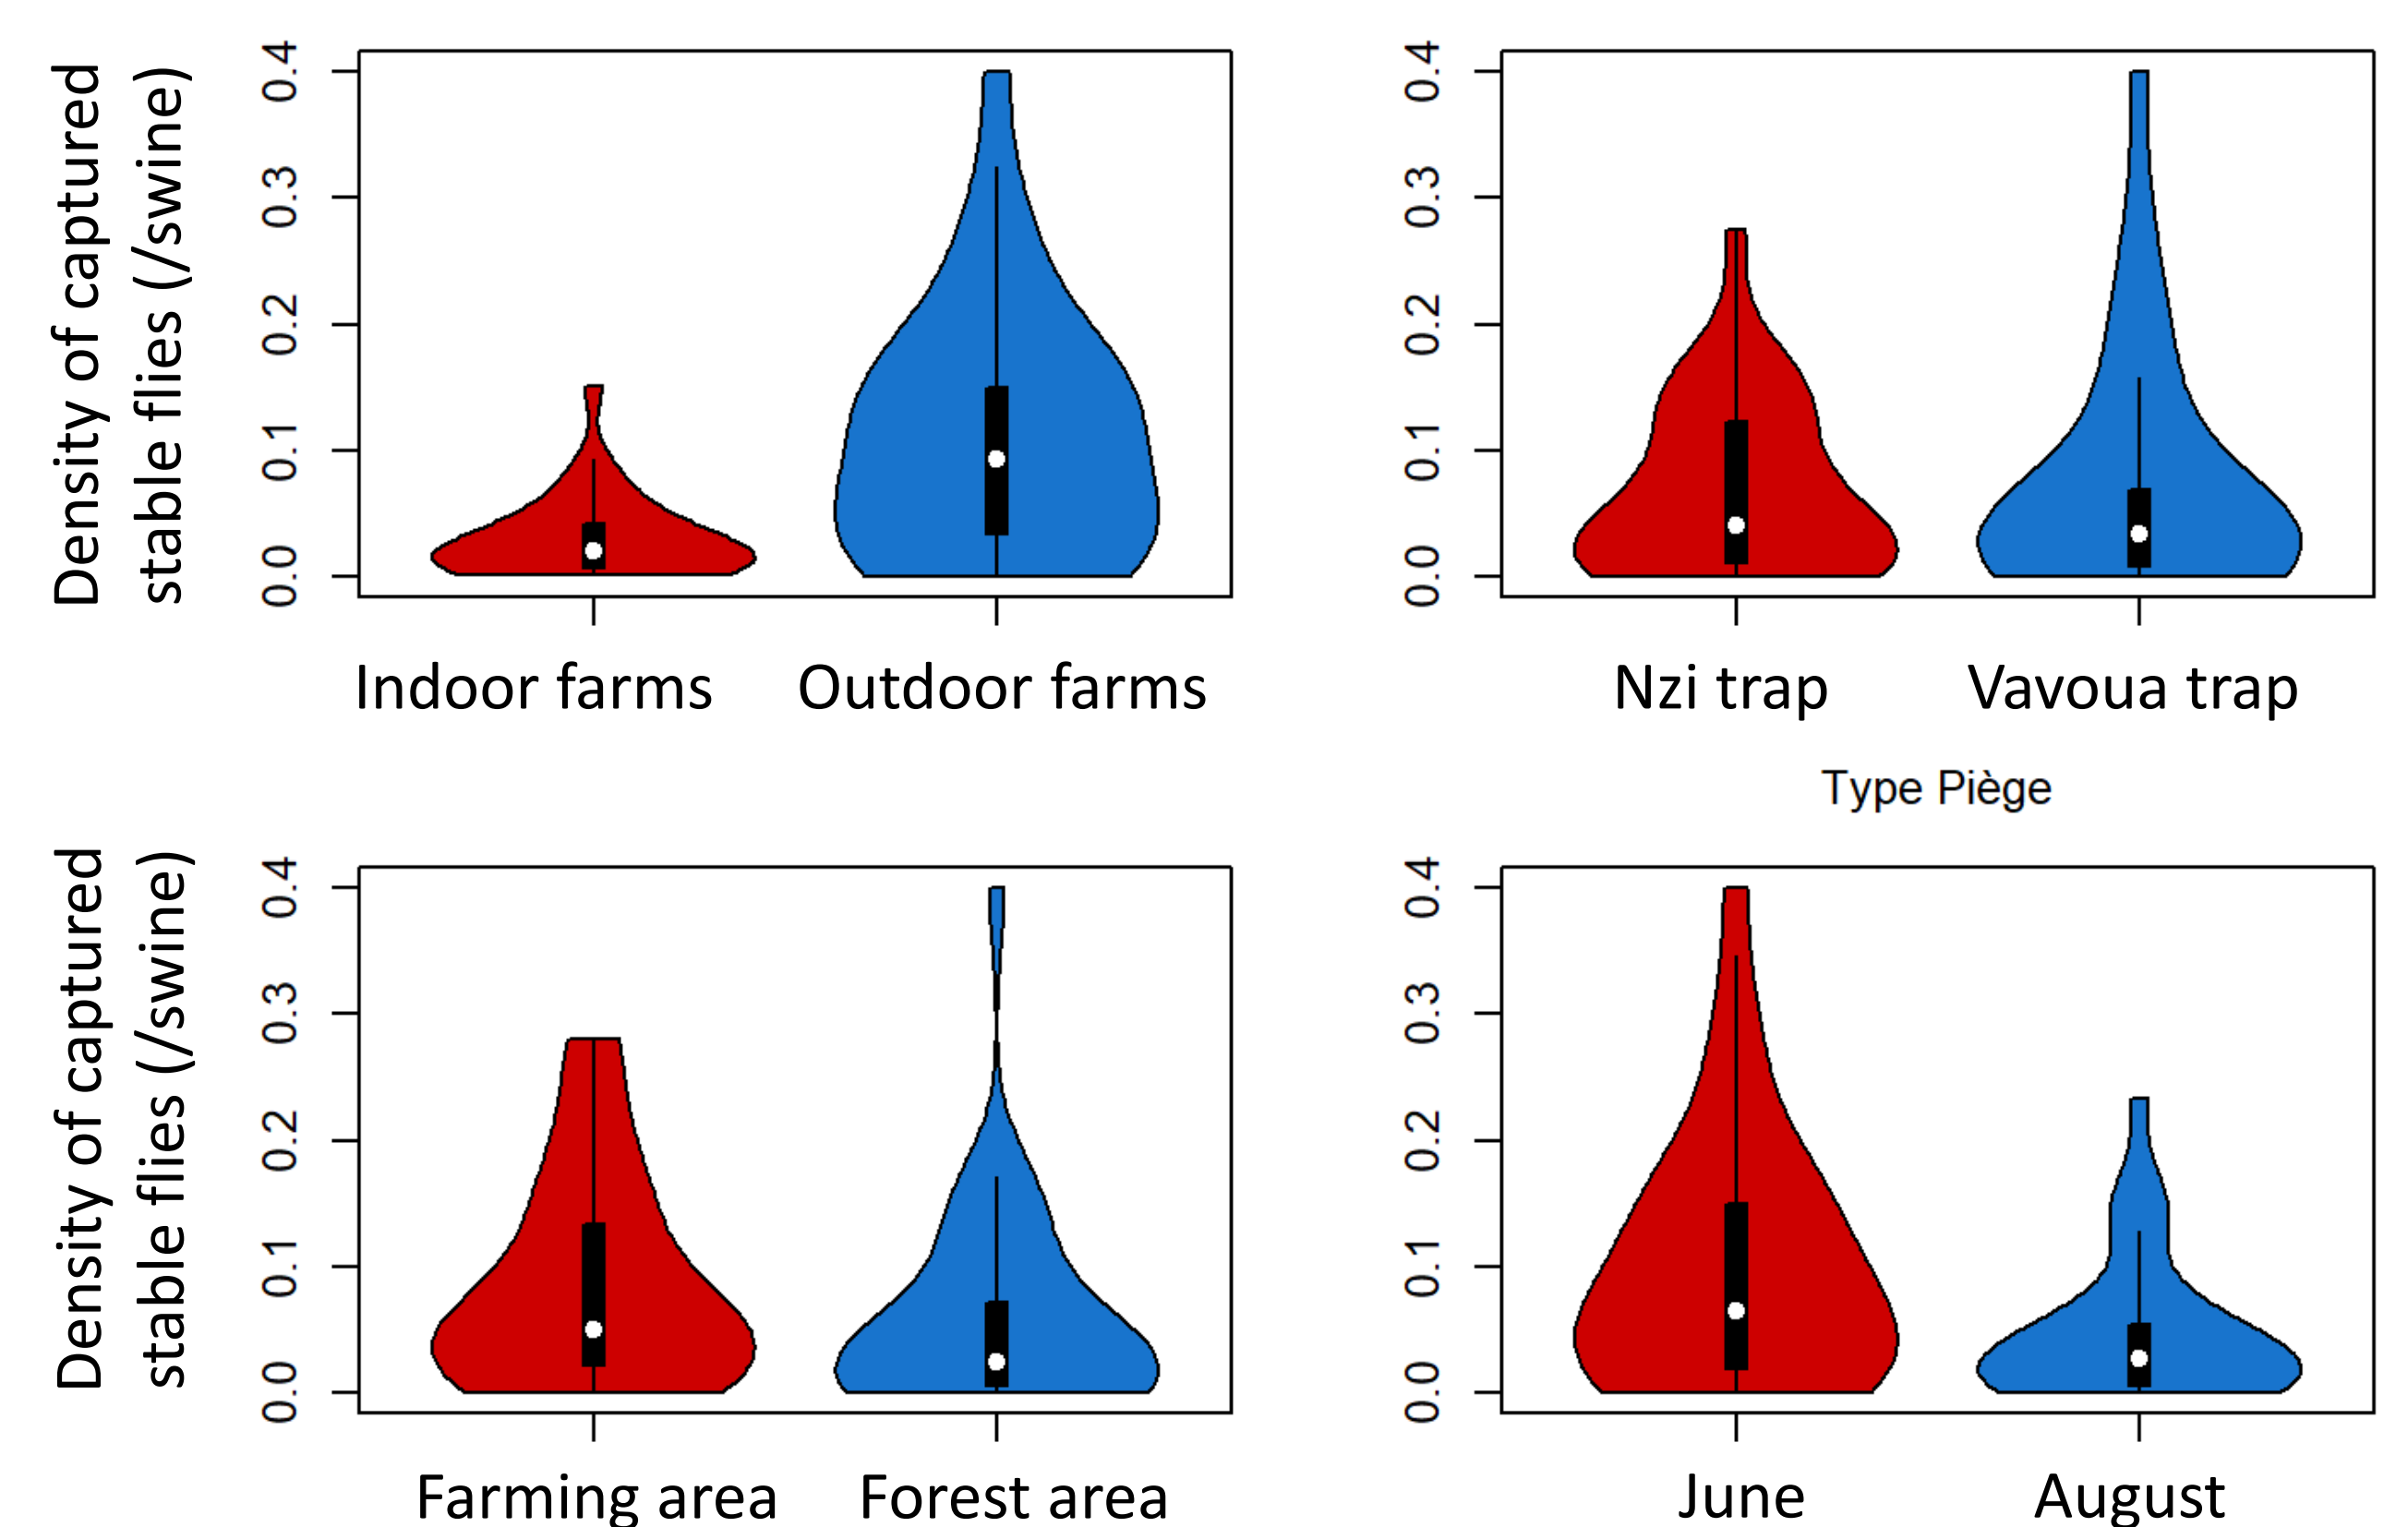 Density of captured
stable flies (/swine)
0.4
0.3
0.2
0.1
0.0
Indoor farms
Outdoor farms
0.4
0.3
0.2
0.1
0.0
Nzi trap
Vavoua trap
Type Piège
Density of captured
stable flies (/swine)
0.4
0.3
0.2
0.1
0.0
Farming area
Forest area
0.4
0.3
0.2
0.1
0.0
June
August